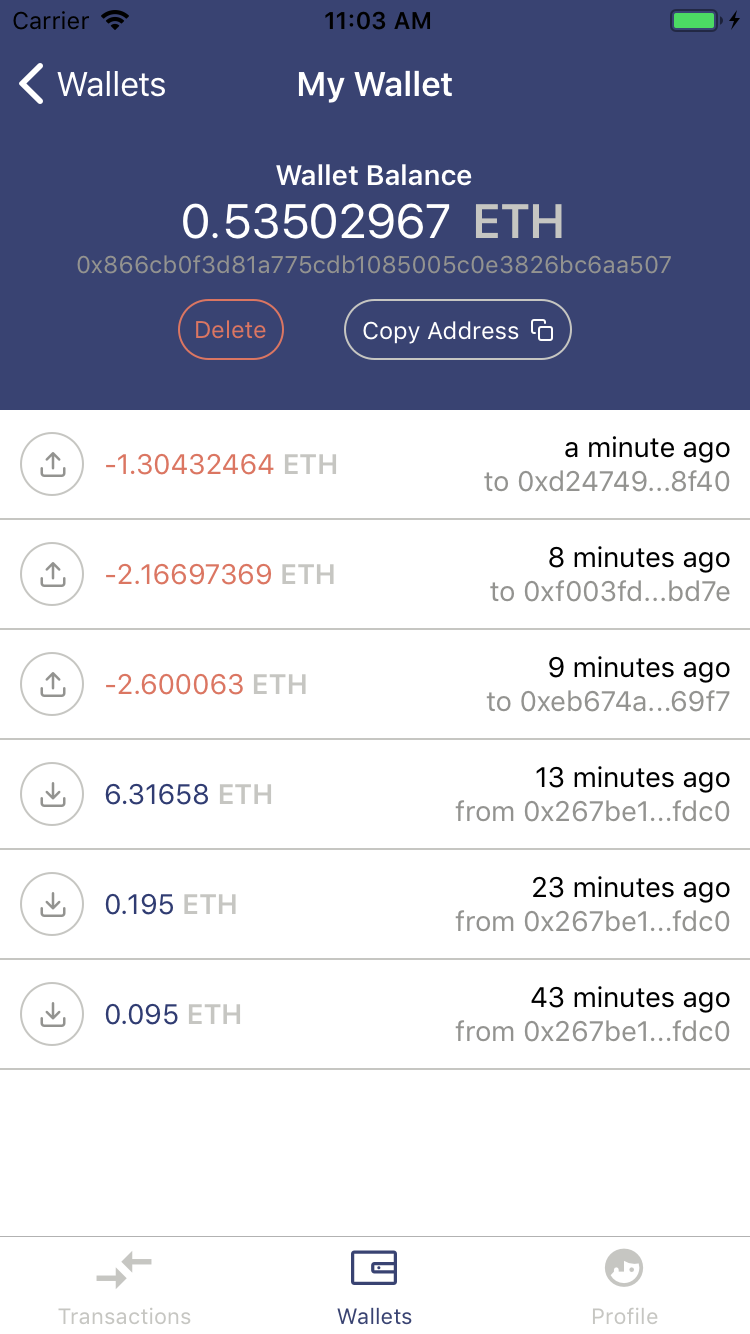 Carrier 11:03 AM
Wallets My Wallet
Wallet Balance
0.53502967 ETH
0x866cb0f3d81a775cdb1085005c0e3826bc6aa507
Delete Copy Address
-1.30432464 ETH a minute ago
to 0xd24749...8f40
-2.16697369 ETH 8 minutes ago
to 0xf003fd...bd7e
-2.600063 ETH 9 minutes ago
to 0xeb674a...69f7
6.31658 ETH 13 minutes ago
from 0x267be1...fdc0
0.195 ETH 23 minutes ago
from 0x267be1...fdc0
0.095 ETH 43 minutes ago
from 0x267be1...fdc0
Transactions Wallets Profile